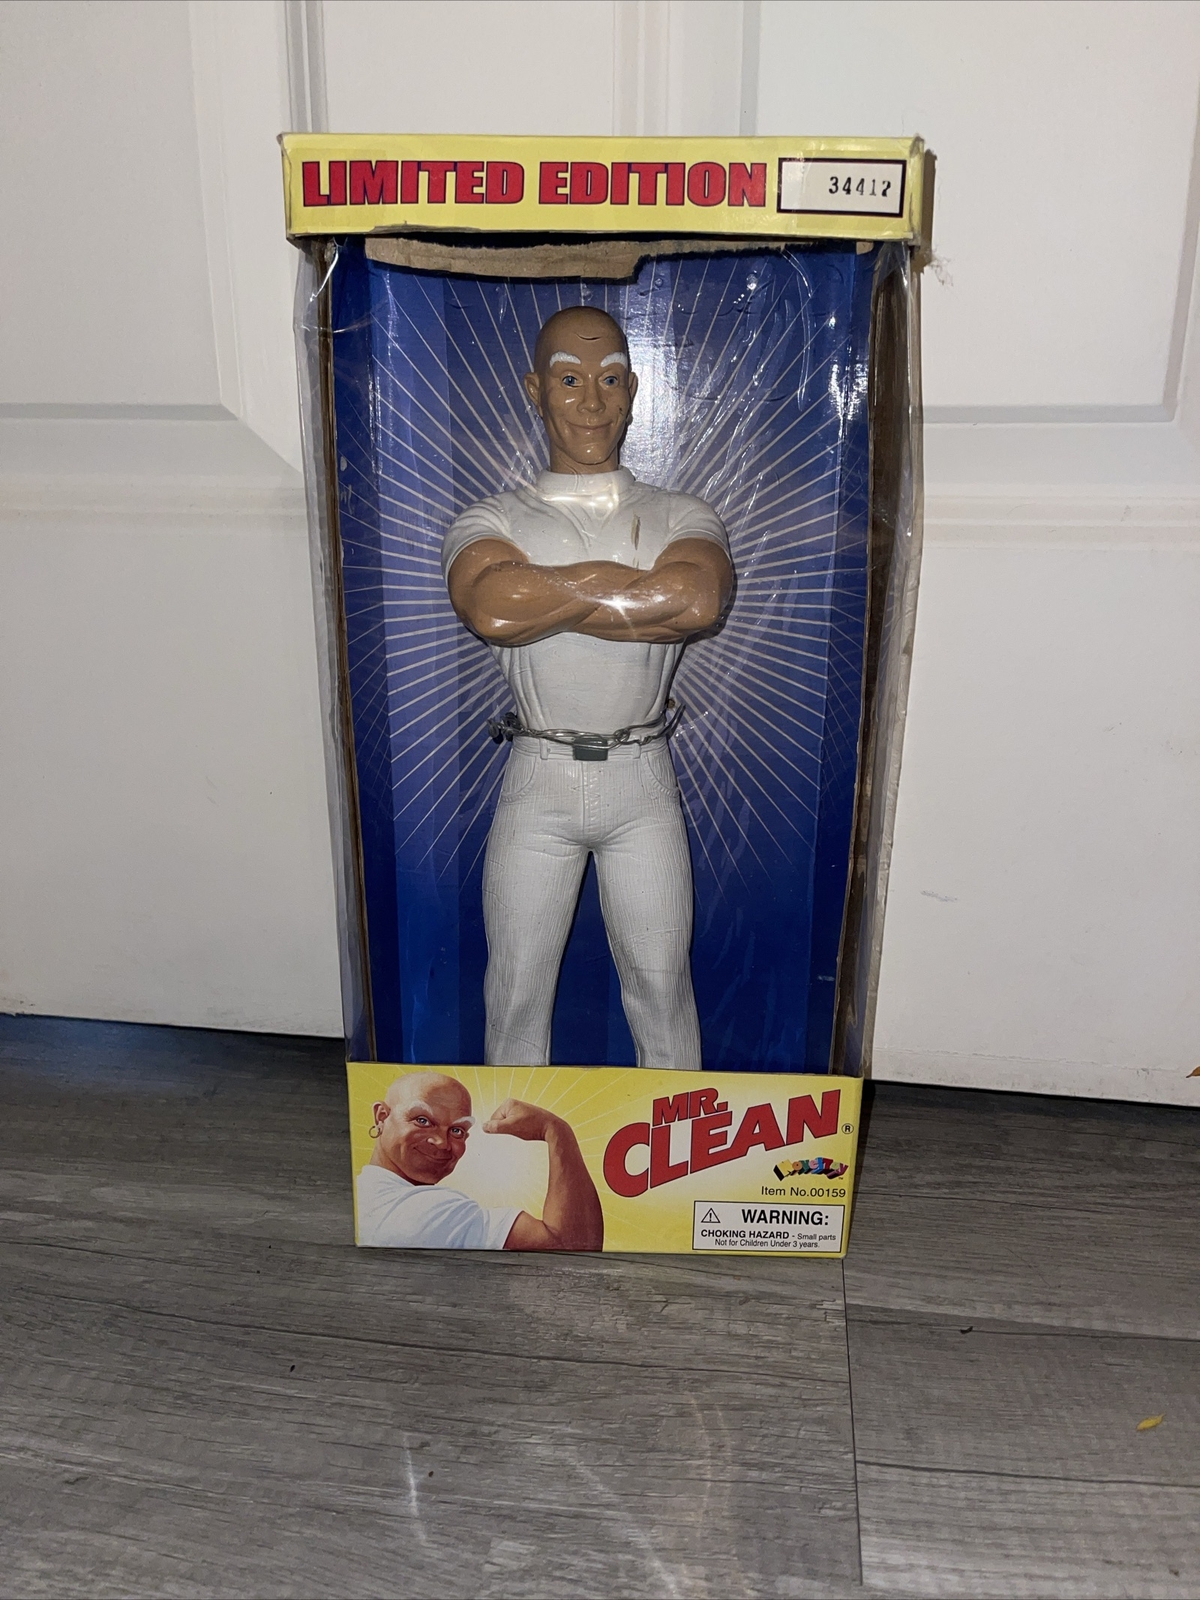 LIMITED EDITION
34412
MR.
CLEAN®
NovelToy
Item No.00159
⚠ WARNING:
CHOKING HAZARD - Small parts
Not for Children Under 3 years.